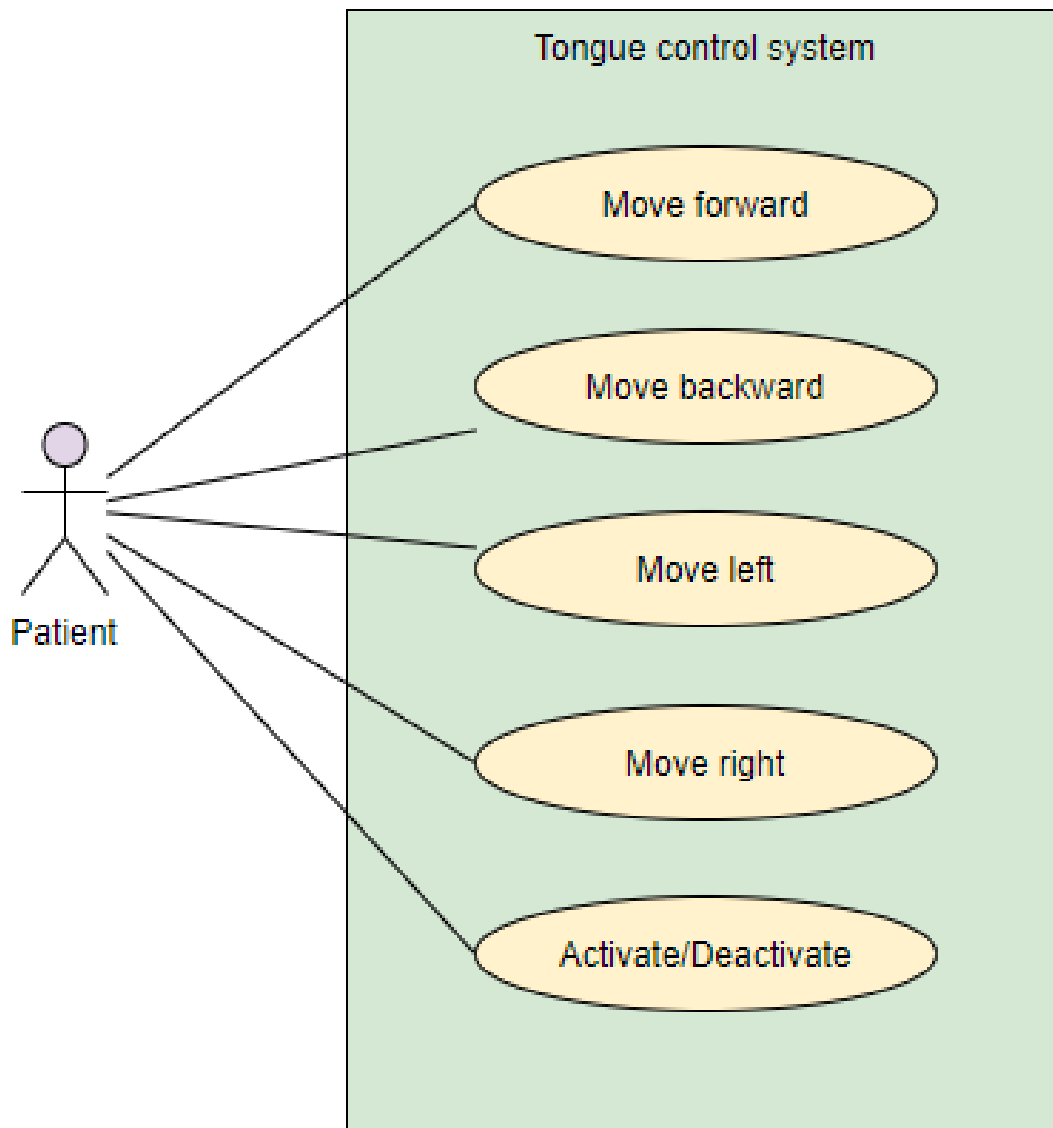 Tongue control system
Move forward
Move backward
Move left
Patient
Move right
Activate/Deactivate